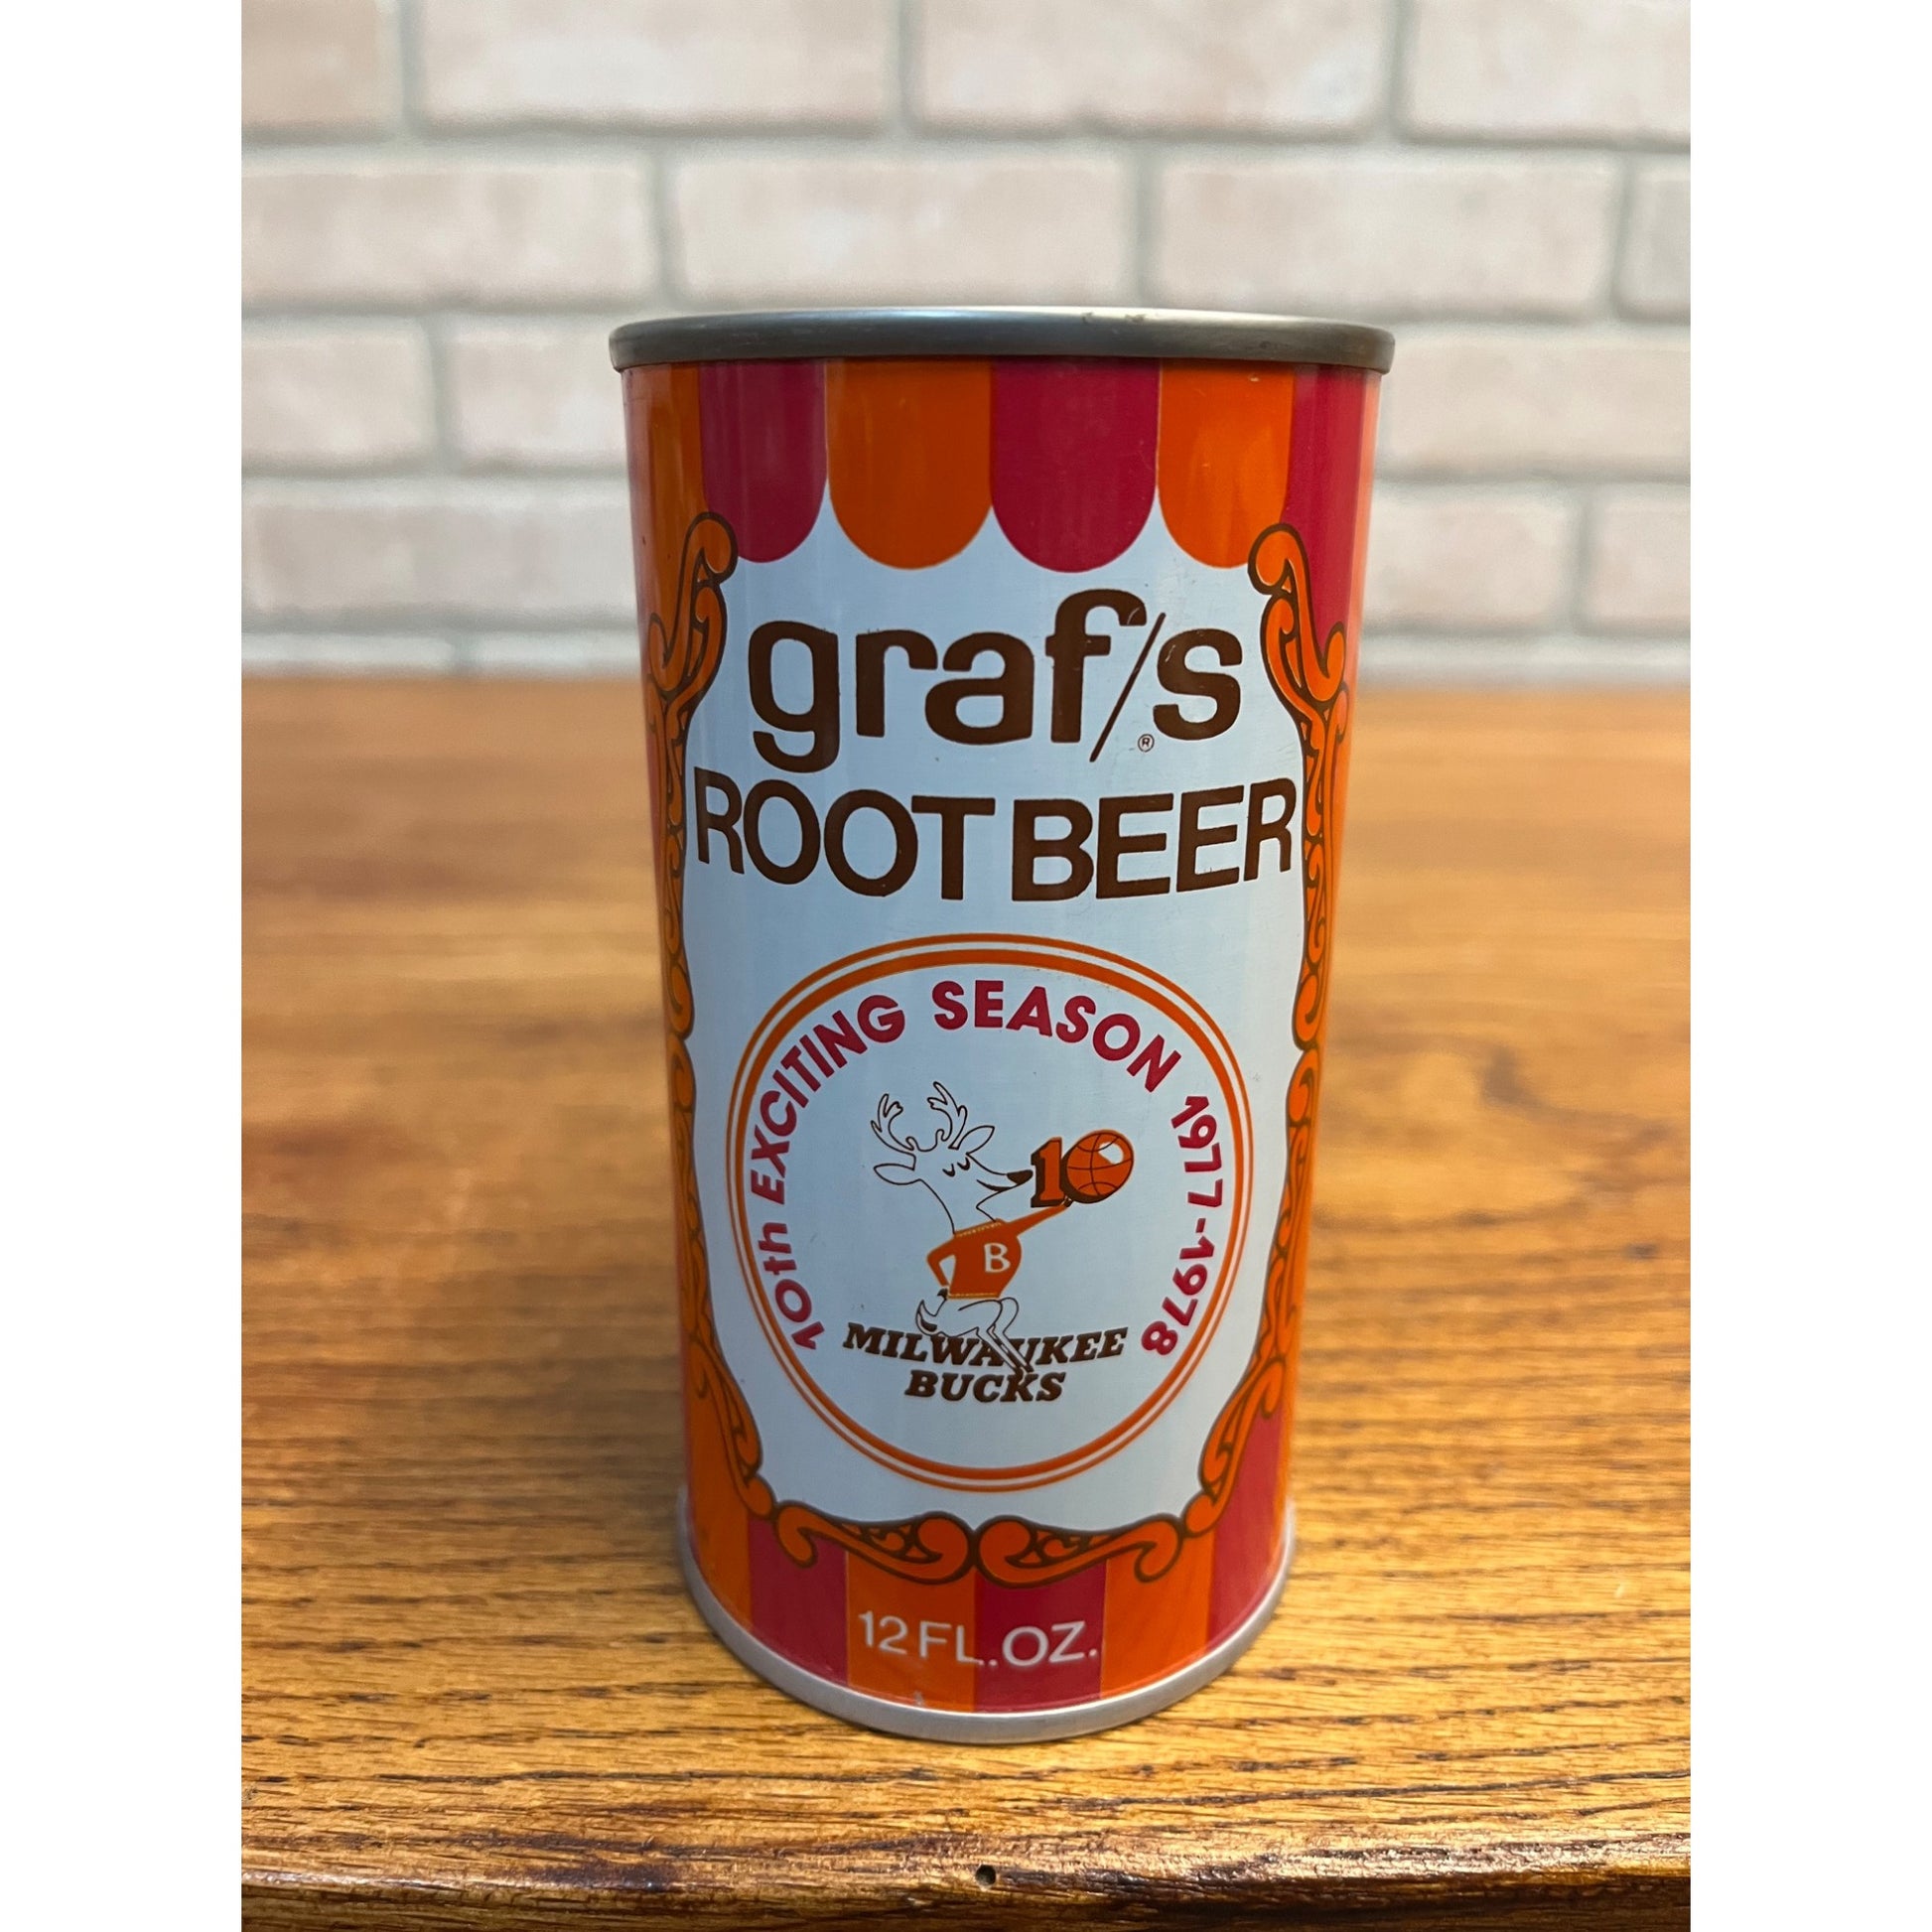 graf/s®
ROOT BEER
10th EXCITING SEASON 1977-1978
10
B
MILWAUKEE
BUCKS
12 FL.OZ.